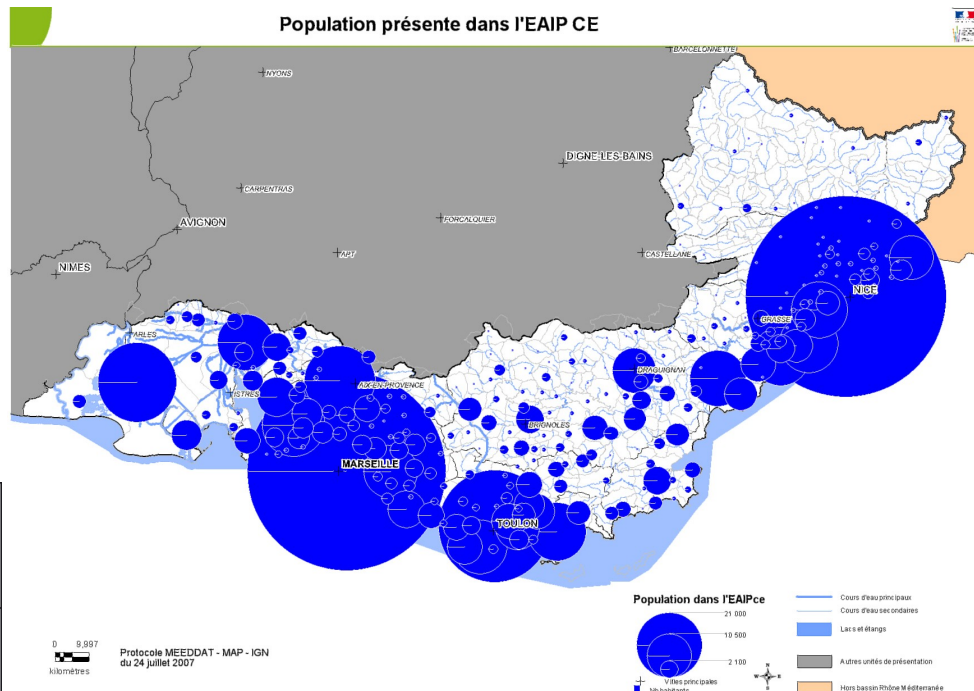 Population présente dans l'EAIP CE
BARCELONNETTE
NYONS
DIGNE-LES-BAINS
CARPENTRAS
AVIGNON
FORCALQUIER
APT
CASTELLANE
NIMES
NICE
GRASSE
ARLES
DRAGUIGNAN
AIX-EN-PROVENCE
ISTRES
BRIGNOLES
MARSEILLE
TOULON
Population dans l'EAIPce
21 000
10 500
2 100
Villes principales
Nb habitants
Cours d'eau principaux
Cours d'eau secondaires
Lacs et étangs
Autres unités de présentation
Hors bassin Rhône Méditerranée
N
W
E
S
0 9,997
kilomètres
Protocole MEEDDAT - MAP - IGN
du 24 juillet 2007